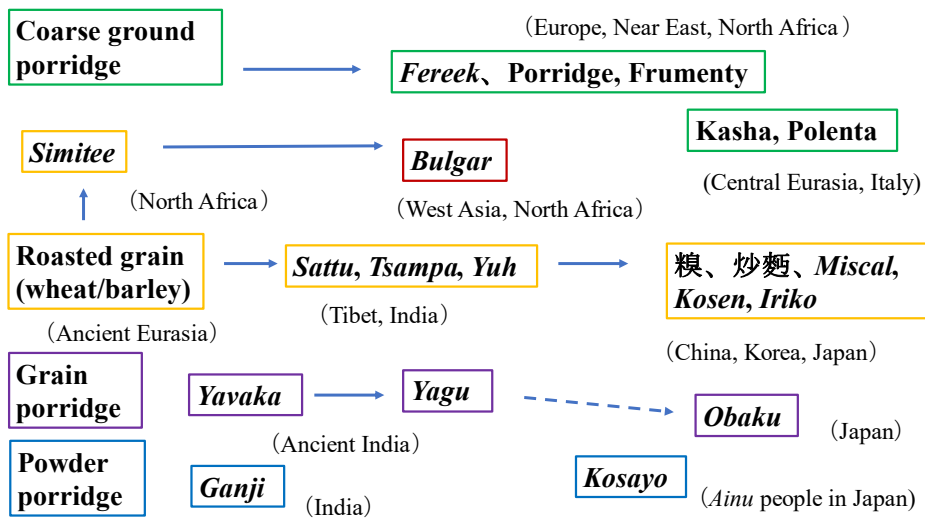 Coarse ground
porridge
（Europe, Near East, North Africa）
Fereek、Porridge, Frumenty
Kasha, Polenta
(Central Eurasia, Italy)
Simitee
（North Africa）
Bulgar
（West Asia, North Africa）
Roasted grain
(wheat/barley)
（Ancient Eurasia）
Sattu, Tsampa, Yuh
（Tibet, India）
糗、炒麪、Miscal,
Kosen, Iriko
（China, Korea, Japan）
Grain
porridge
Yavaka
Yagu
（Ancient India）
Obaku
（Japan）
Powder
porridge
Ganji
（India）
Kosayo
（Ainu people in Japan）